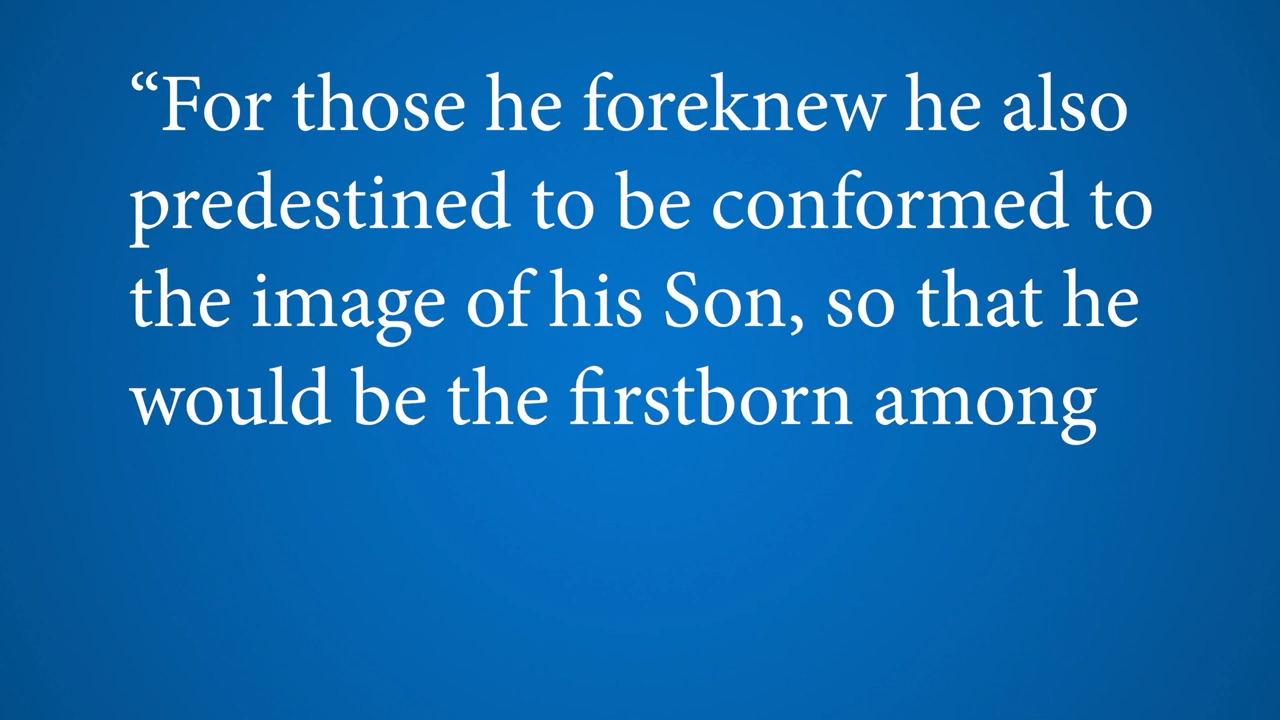 “For those he foreknew he also
predestined to be conformed to
the image of his Son, so that he
would be the firstborn among